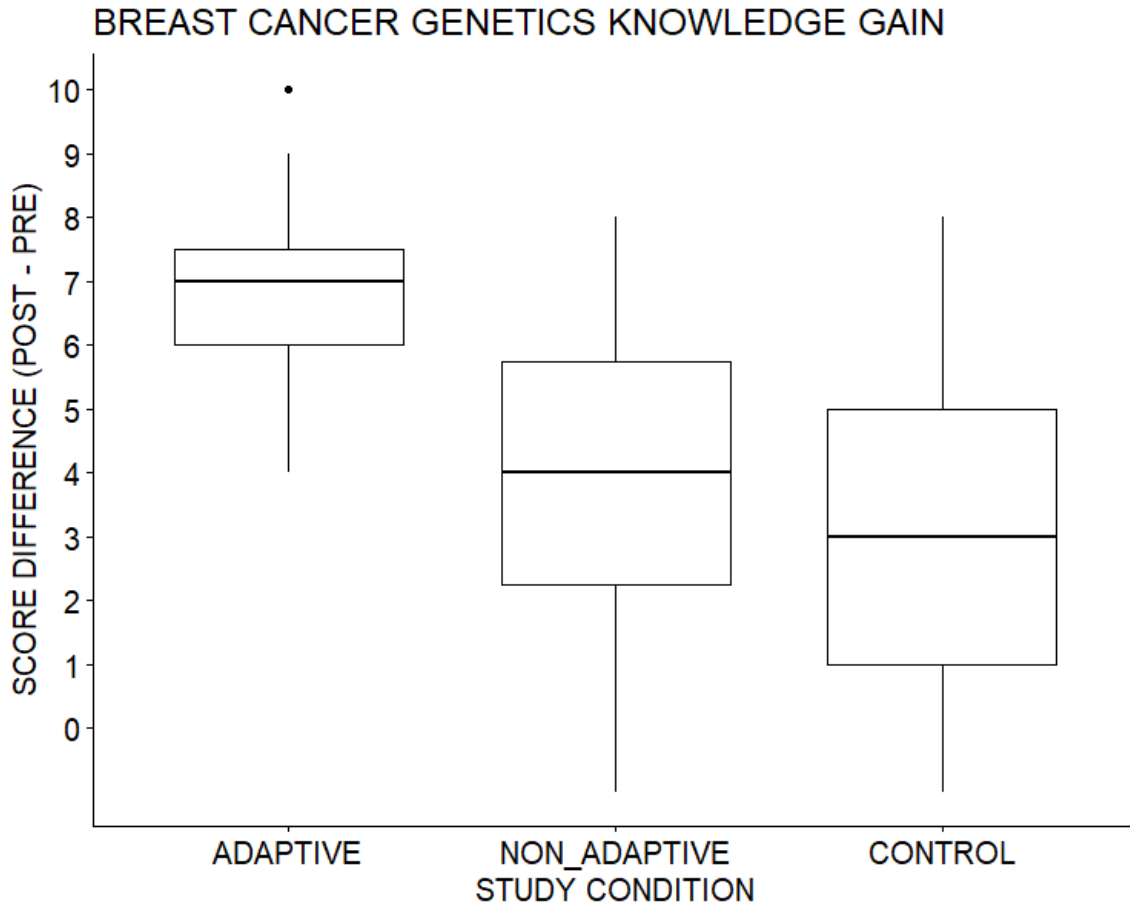 BREAST CANCER GENETICS KNOWLEDGE GAIN
SCORE DIFFERENCE (POST - PRE)
10
9
8
7
6
5
4
3
2
1
0
ADAPTIVE NON_ADAPTIVE CONTROL
STUDY CONDITION